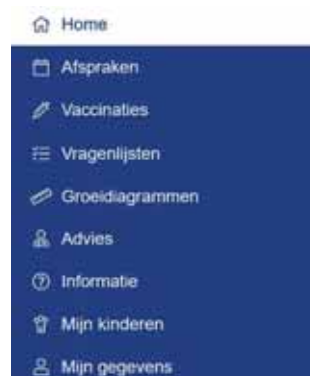 Home
Afspraken
Vaccinaties
Vragenlijsten
Groeidiagrammen
Advies
Informatie
Mijn kinderen
Mijn gegevens